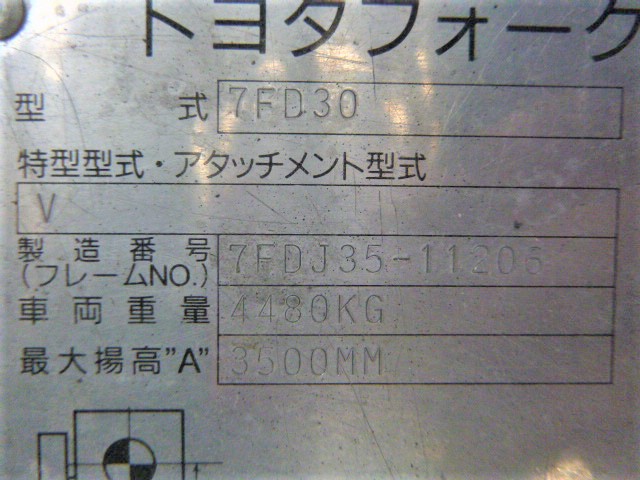 トヨタフォーク
型 式 7FD30
特型型式・アタッチメント型式
V
製造番号 7FDJ35-11206
(フレームNO.)
車両重量 4480KG
最大揚高"A" 3500MM